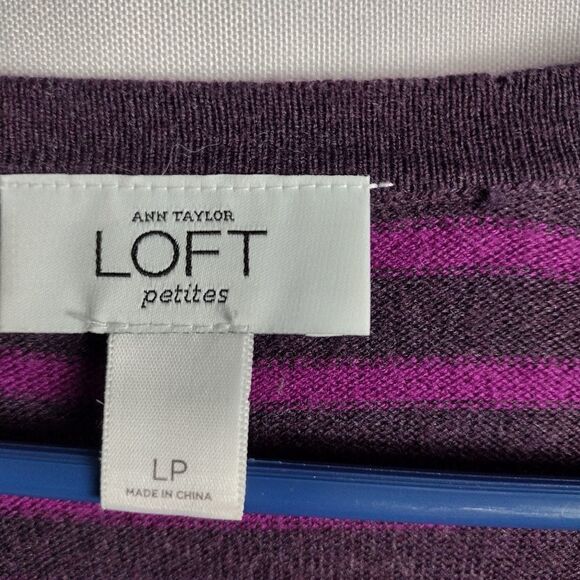 ANN TAYLOR
LOFT
petites
LP
MADE IN CHINA